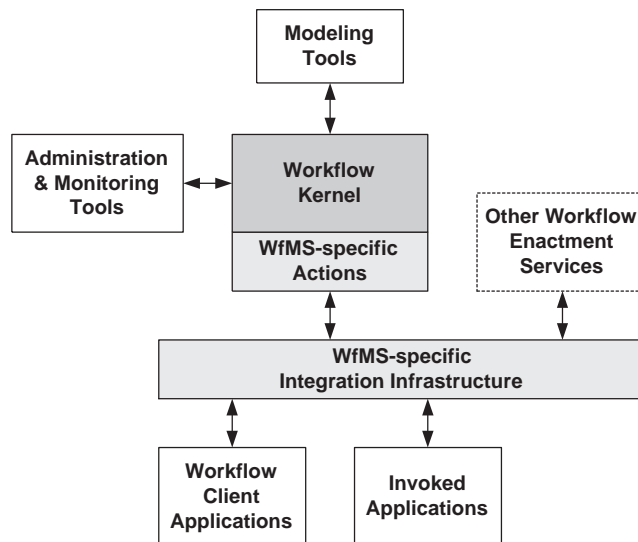 Modeling
Tools
Administration
& Monitoring
Tools
Workflow
Kernel
WfMS-specific
Actions
Other Workflow
Enactment
Services
WfMS-specific
Integration Infrastructure
Workflow
Client
Applications
Invoked
Applications